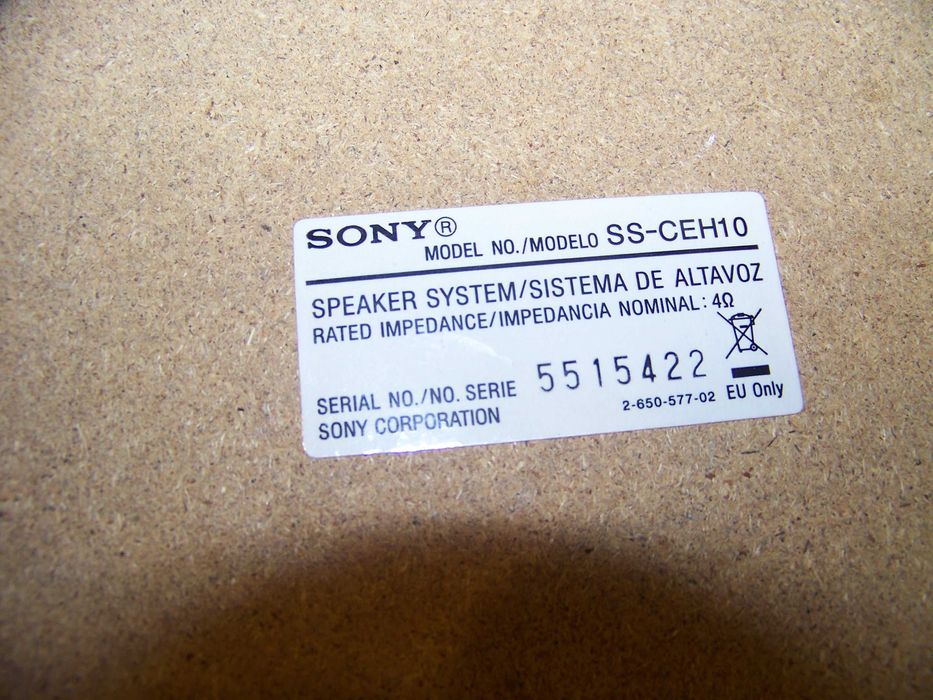 SONY®
MODEL NO./MODELO SS-CEH10
SPEAKER SYSTEM/SISTEMA DE ALTAVOZ
RATED IMPEDANCE/IMPEDANCIA NOMINAL: 4Ω
SERIAL NO./NO. SERIE 5515422
SONY CORPORATION
2-650-577-02 EU Only